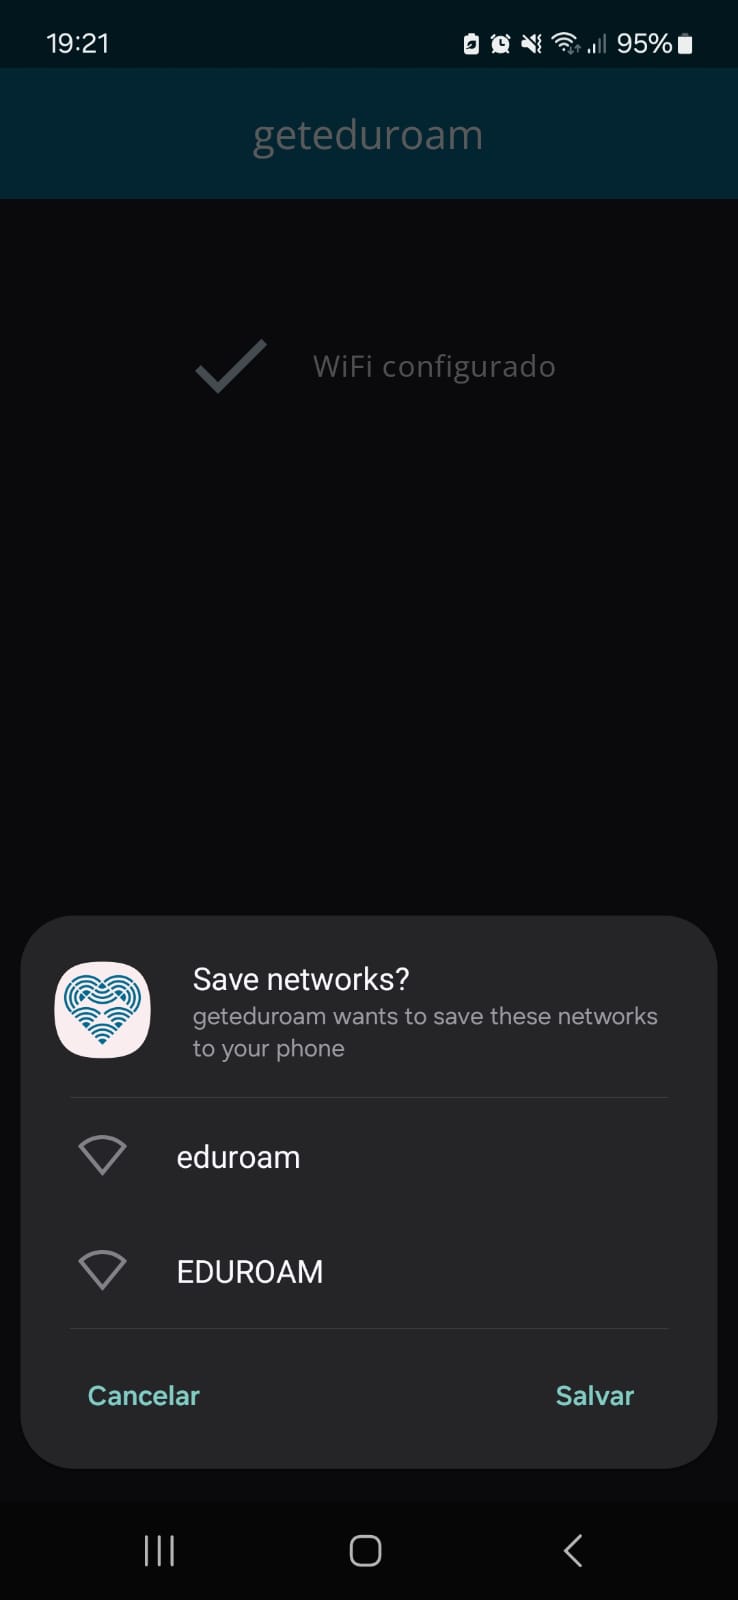 19:21
95%
geteduroam
WiFi configurado
Save networks?
geteduroam wants to save these networks
to your phone
eduroam
EDUROAM
Cancelar
Salvar